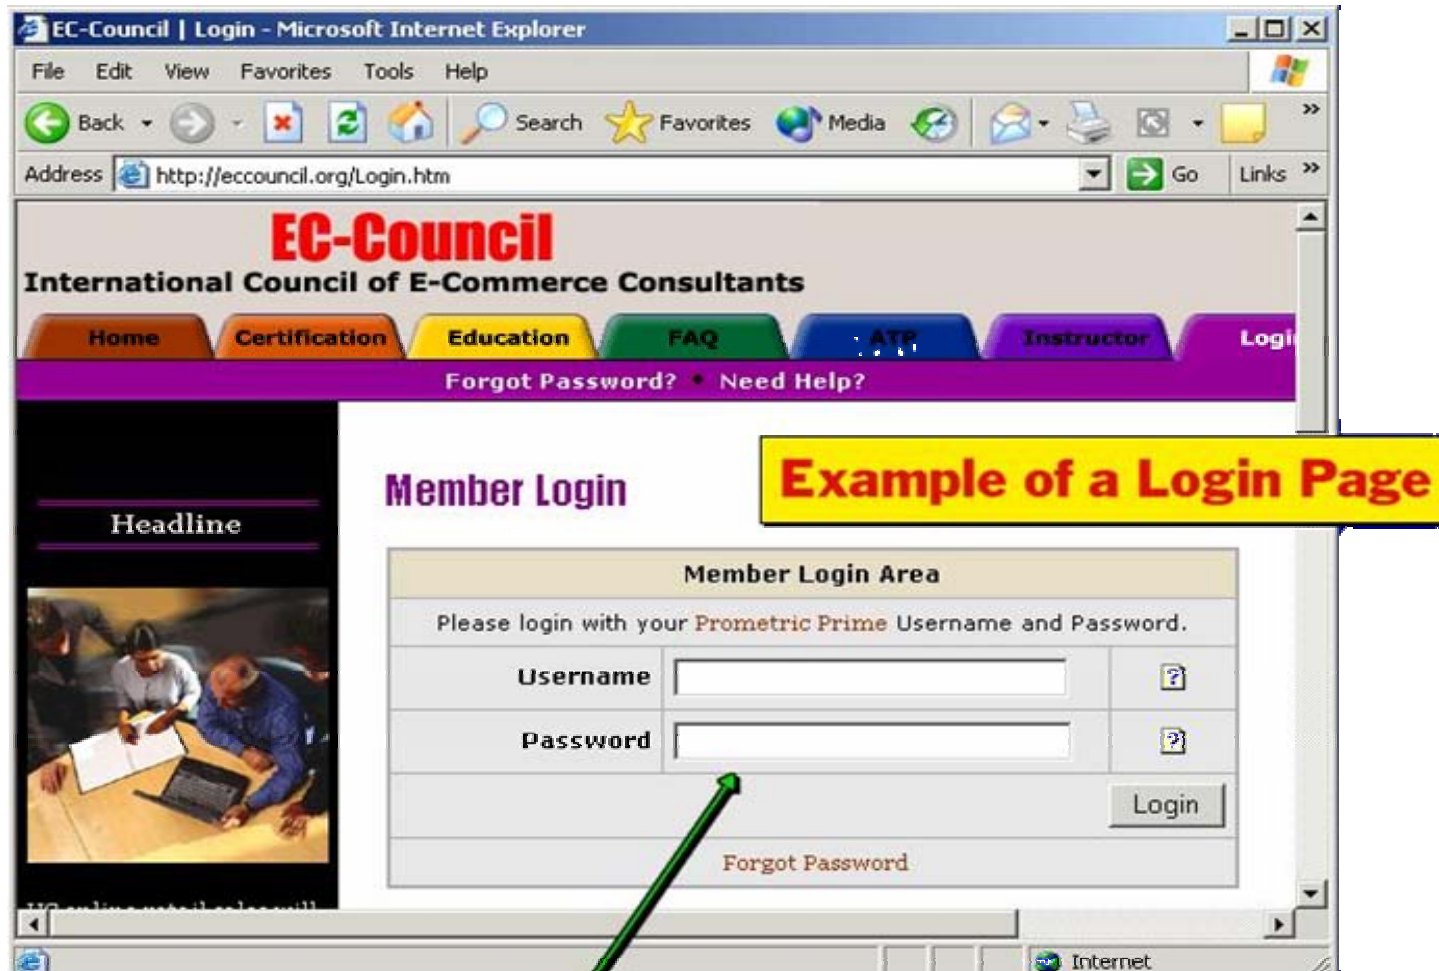 EC-Council | Login - Microsoft Internet Explorer
File Edit View Favorites Tools Help
Back Search Favorites Media »
Address http://eccouncil.org/Login.htm Go Links »
EC-Council
International Council of E-Commerce Consultants
Home Certification Education FAQ ATP Instructor Logi
Forgot Password? • Need Help?
Member Login
Example of a Login Page
Headline
Member Login Area
Please login with your Prometric Prime Username and Password.
Username ?
Password ?
Login
Forgot Password
Internet